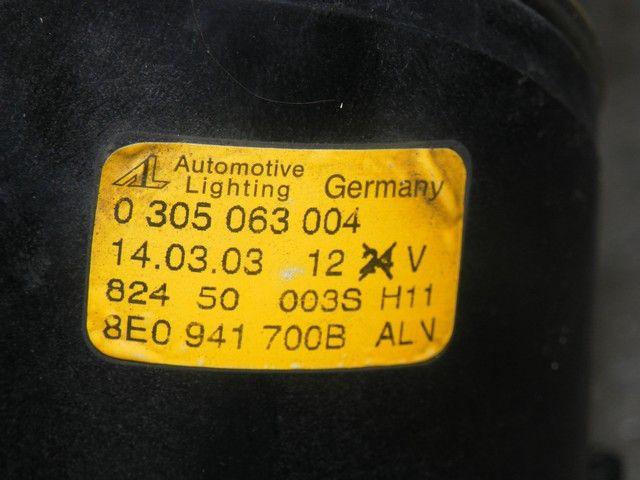 AL Automotive
Lighting Germany
0 305 063 004
14.03.03 12 24 V
824 50 003S H11
8E0 941 700B ALV